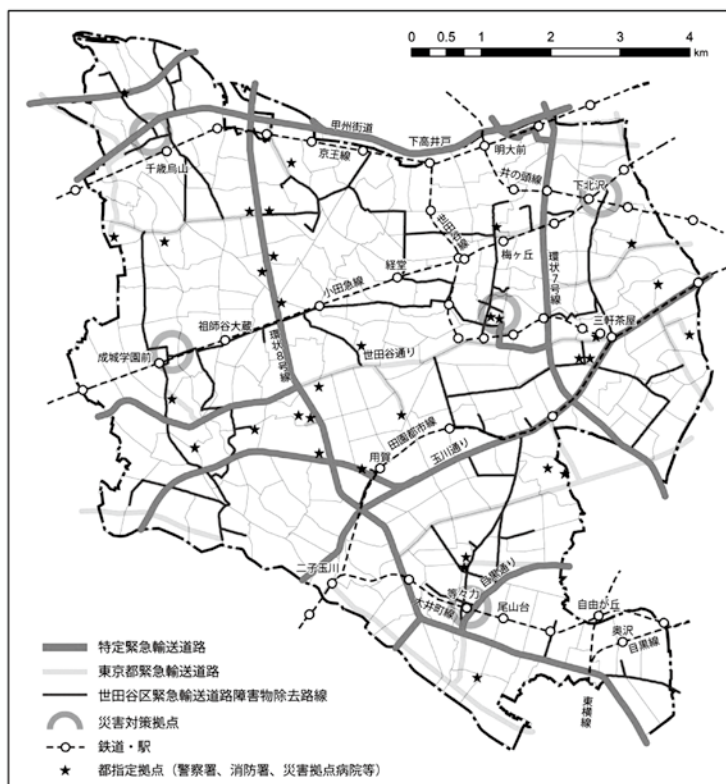 0 1 2 3 4
km
甲州街道
下高井戸
京王線
明大前
千歳烏山
井の頭線
下北沢
梅ヶ丘
経堂
環状7号線
小田急線
祖師谷大蔵
三軒茶屋
成城学園前
環状8号線
世田谷通り
田園都市線
用賀
玉川通り
目黒通り
二子玉川
等々力
大井町線
尾山台
自由が丘
奥沢
目黒線
東横線
特定緊急輸送道路
東京都緊急輸送道路
世田谷区緊急輸送道路障害物除去路線
災害対策拠点
鉄道・駅
都指定拠点（警察署、消防署、災害拠点病院等）